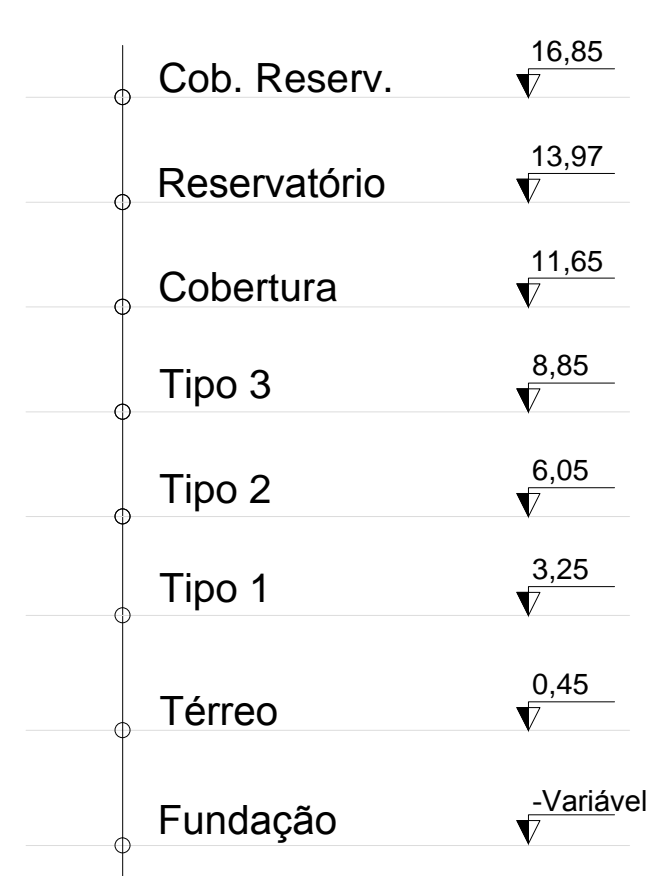 16,85
Cob. Reserv.
13,97
Reservatório
11,65
Cobertura
8,85
Tipo 3
6,05
Tipo 2
3,25
Tipo 1
0,45
Térreo
-Variável
Fundação